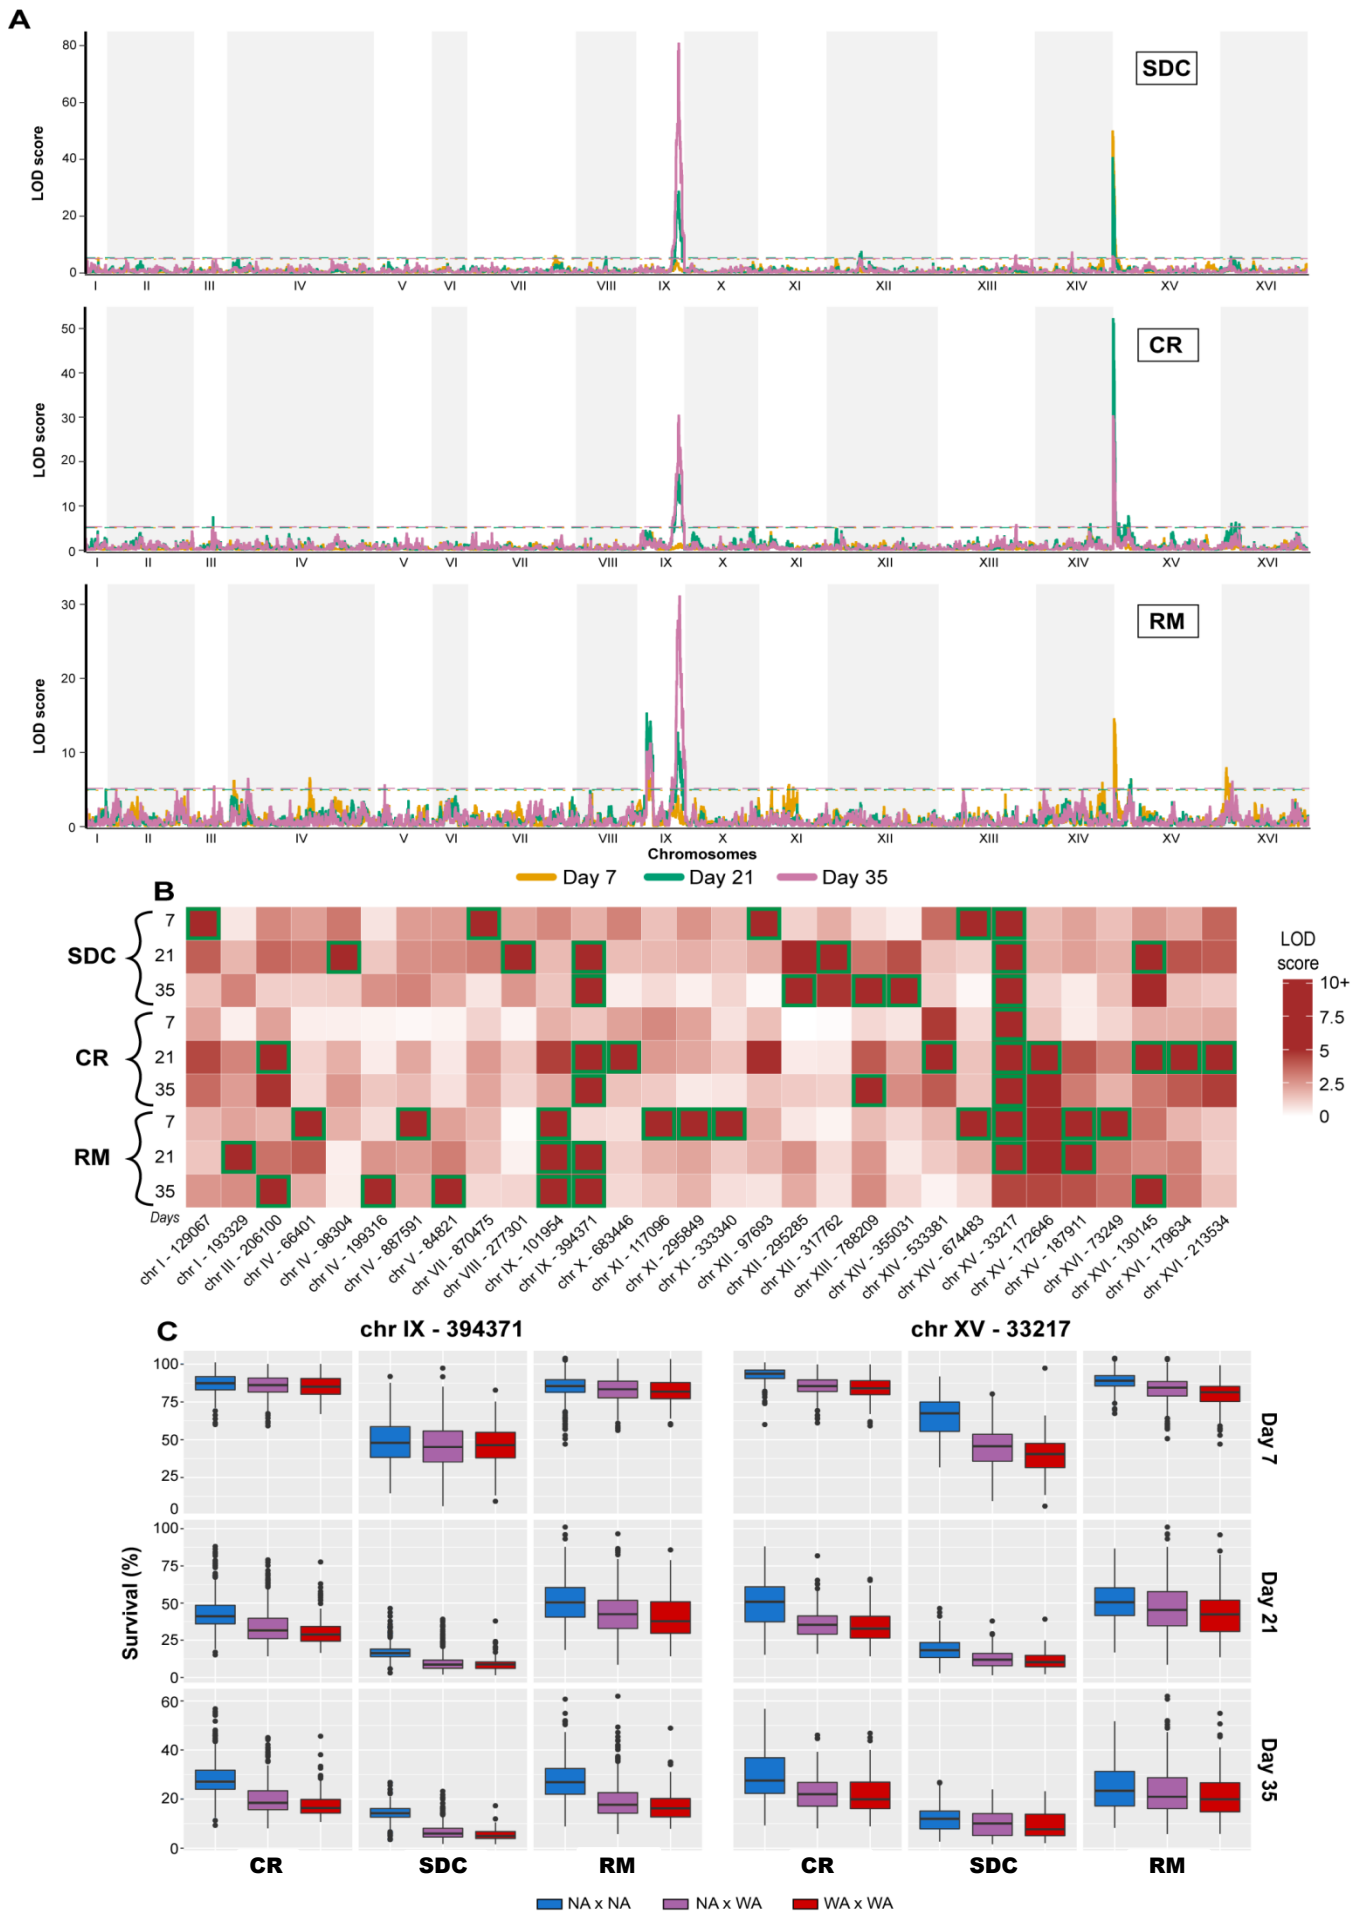 A
SDC
LOD score
80
60
40
20
0
I II III IV V VI VII VIII IX X XI XII XIII XIV XV XVI
CR
LOD score
50
40
30
20
10
0
I II III IV V VI VII VIII IX X XI XII XIII XIV XV XVI
RM
LOD score
30
20
10
0
I II III IV V VI VII VIII IX X XI XII XIII XIV XV XVI
Chromosomes
Day 7 Day 21 Day 35
B
SDC
7
21
35
CR
7
21
35
RM
7
21
35
Days
chr I - 129067
chr I - 193329
chr III - 206100
chr IV - 66401
chr IV - 98304
chr IV - 199316
chr IV - 887591
chr V - 84821
chr VII - 870475
chr VIII - 277301
chr IX - 101954
chr IX - 394371
chr X - 683446
chr XI - 117096
chr XI - 295849
chr XI - 333340
chr XII - 97693
chr XII - 295285
chr XII - 317762
chr XIII - 788209
chr XIV - 355031
chr XIV - 533381
chr XIV - 674483
chr XV - 33217
chr XV - 172646
chr XV - 187911
chr XVI - 73249
chr XVI - 130145
chr XVI - 179634
chr XVI - 213534
LOD
score
10+
7.5
5
2.5
0
C
chr IX - 394371 chr XV - 33217
Survival (%)
100
75
50
25
0
Day 7
100
75
50
25
0
Day 21
60
40
20
0
Day 35
CR SDC RM CR SDC RM
NA x NA NA x WA WA x WA